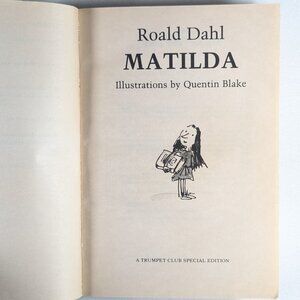 Roald Dahl
MATILDA
Illustrations by Quentin Blake
A TRUMPET CLUB SPECIAL EDITION